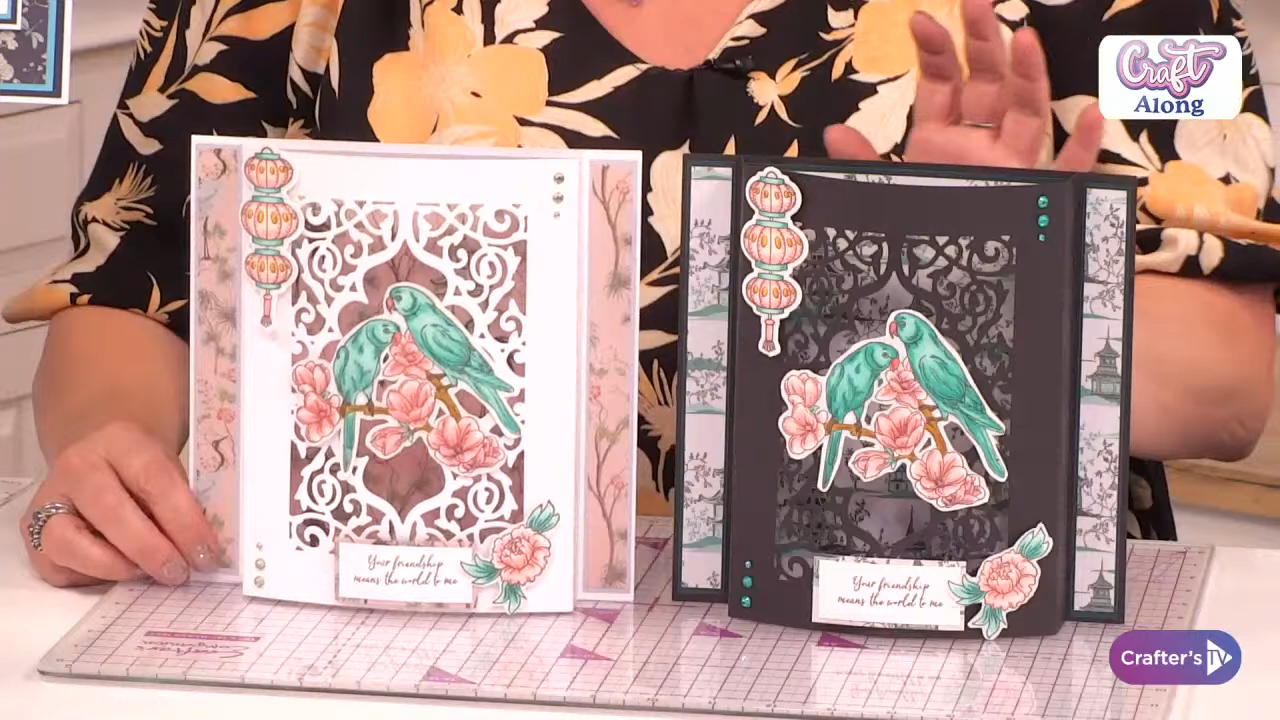 Craft
Along
Your friendship
means the world to me
Your friendship
means the world to me
Crafter's TV